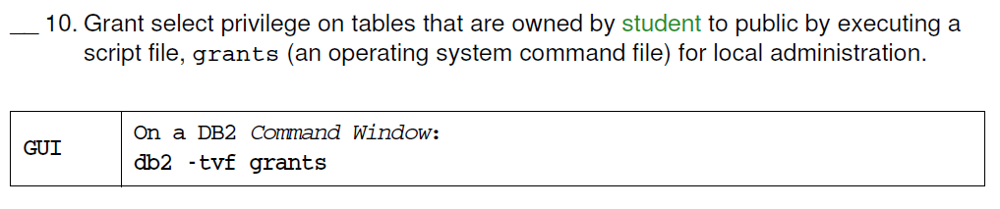 __ 10. Grant select privilege on tables that are owned by student to public by executing a
script file, grants (an operating system command file) for local administration.
GUI
On a DB2 Command Window:
db2 -tvf grants